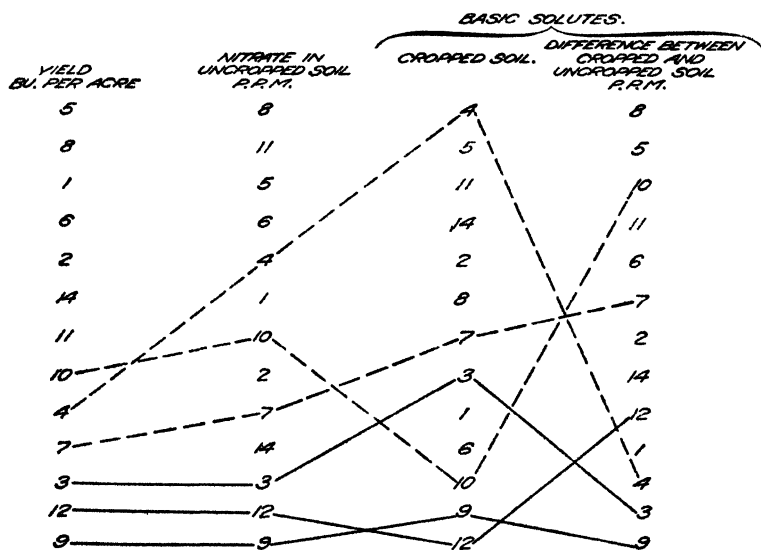 BASIC SOLUTES.
YIELD
BU. PER ACRE
NITRATE IN
UNCROPPED SOIL
P.P.M.
CROPPED SOIL.
DIFFERENCE BETWEEN
CROPPED AND
UNCROPPED SOIL
P.P.M.
5 8 4 8
8 11 5 5
1 5 11 10
6 6 14 11
2 4 2 6
14 1 8 7
11 10 7 2
10 2 3 14
4 7 1 12
7 14 6 1
3 3 10 4
12 12 9 3
9 9 12 9